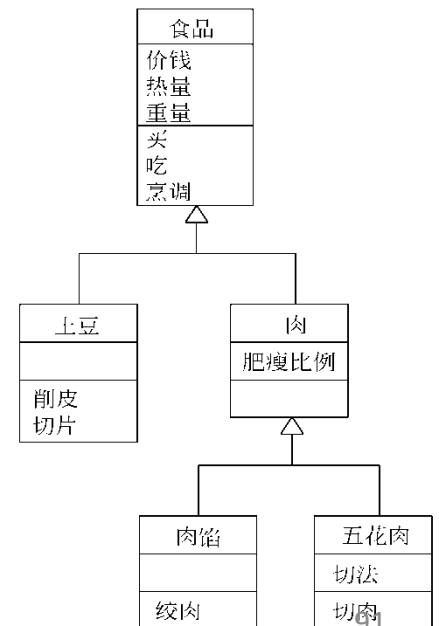 食品
价钱
热量
重量
买
吃
烹调
土豆
肉
肥瘦比例
削皮
切片
肉馅
五花肉
切法
绞肉
切肉
91